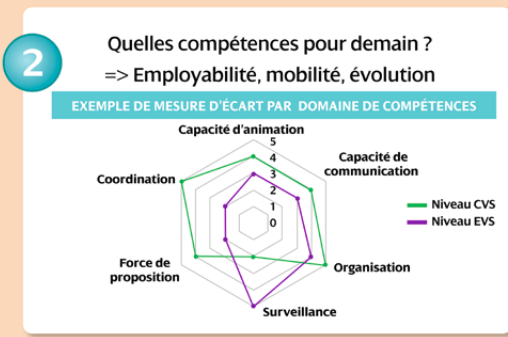 2
Quelles compétences pour demain ?
=> Employabilité, mobilité, évolution
EXEMPLE DE MESURE D'ÉCART PAR DOMAINE DE COMPÉTENCES
Capacité d'animation
5
4
3
2
1
0
Capacité de
communication
Coordination
Niveau CVS
Niveau EVS
Force de
proposition
Organisation
Surveillance